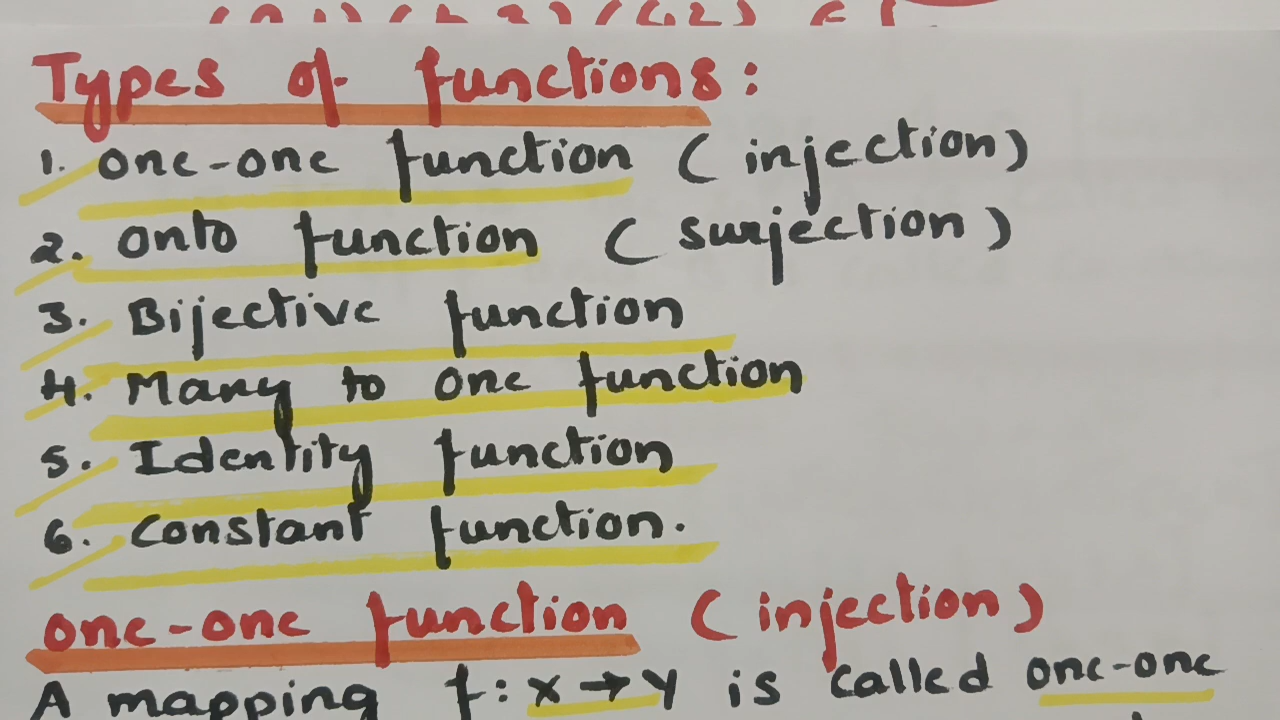 Types of functions:
1. one-one function (injection)
2. onto function (surjection)
3. Bijective function
4. Many to one function
5. Identity function
6. Constant function.
one-one function (injection)
A mapping f: x → y is called one-one